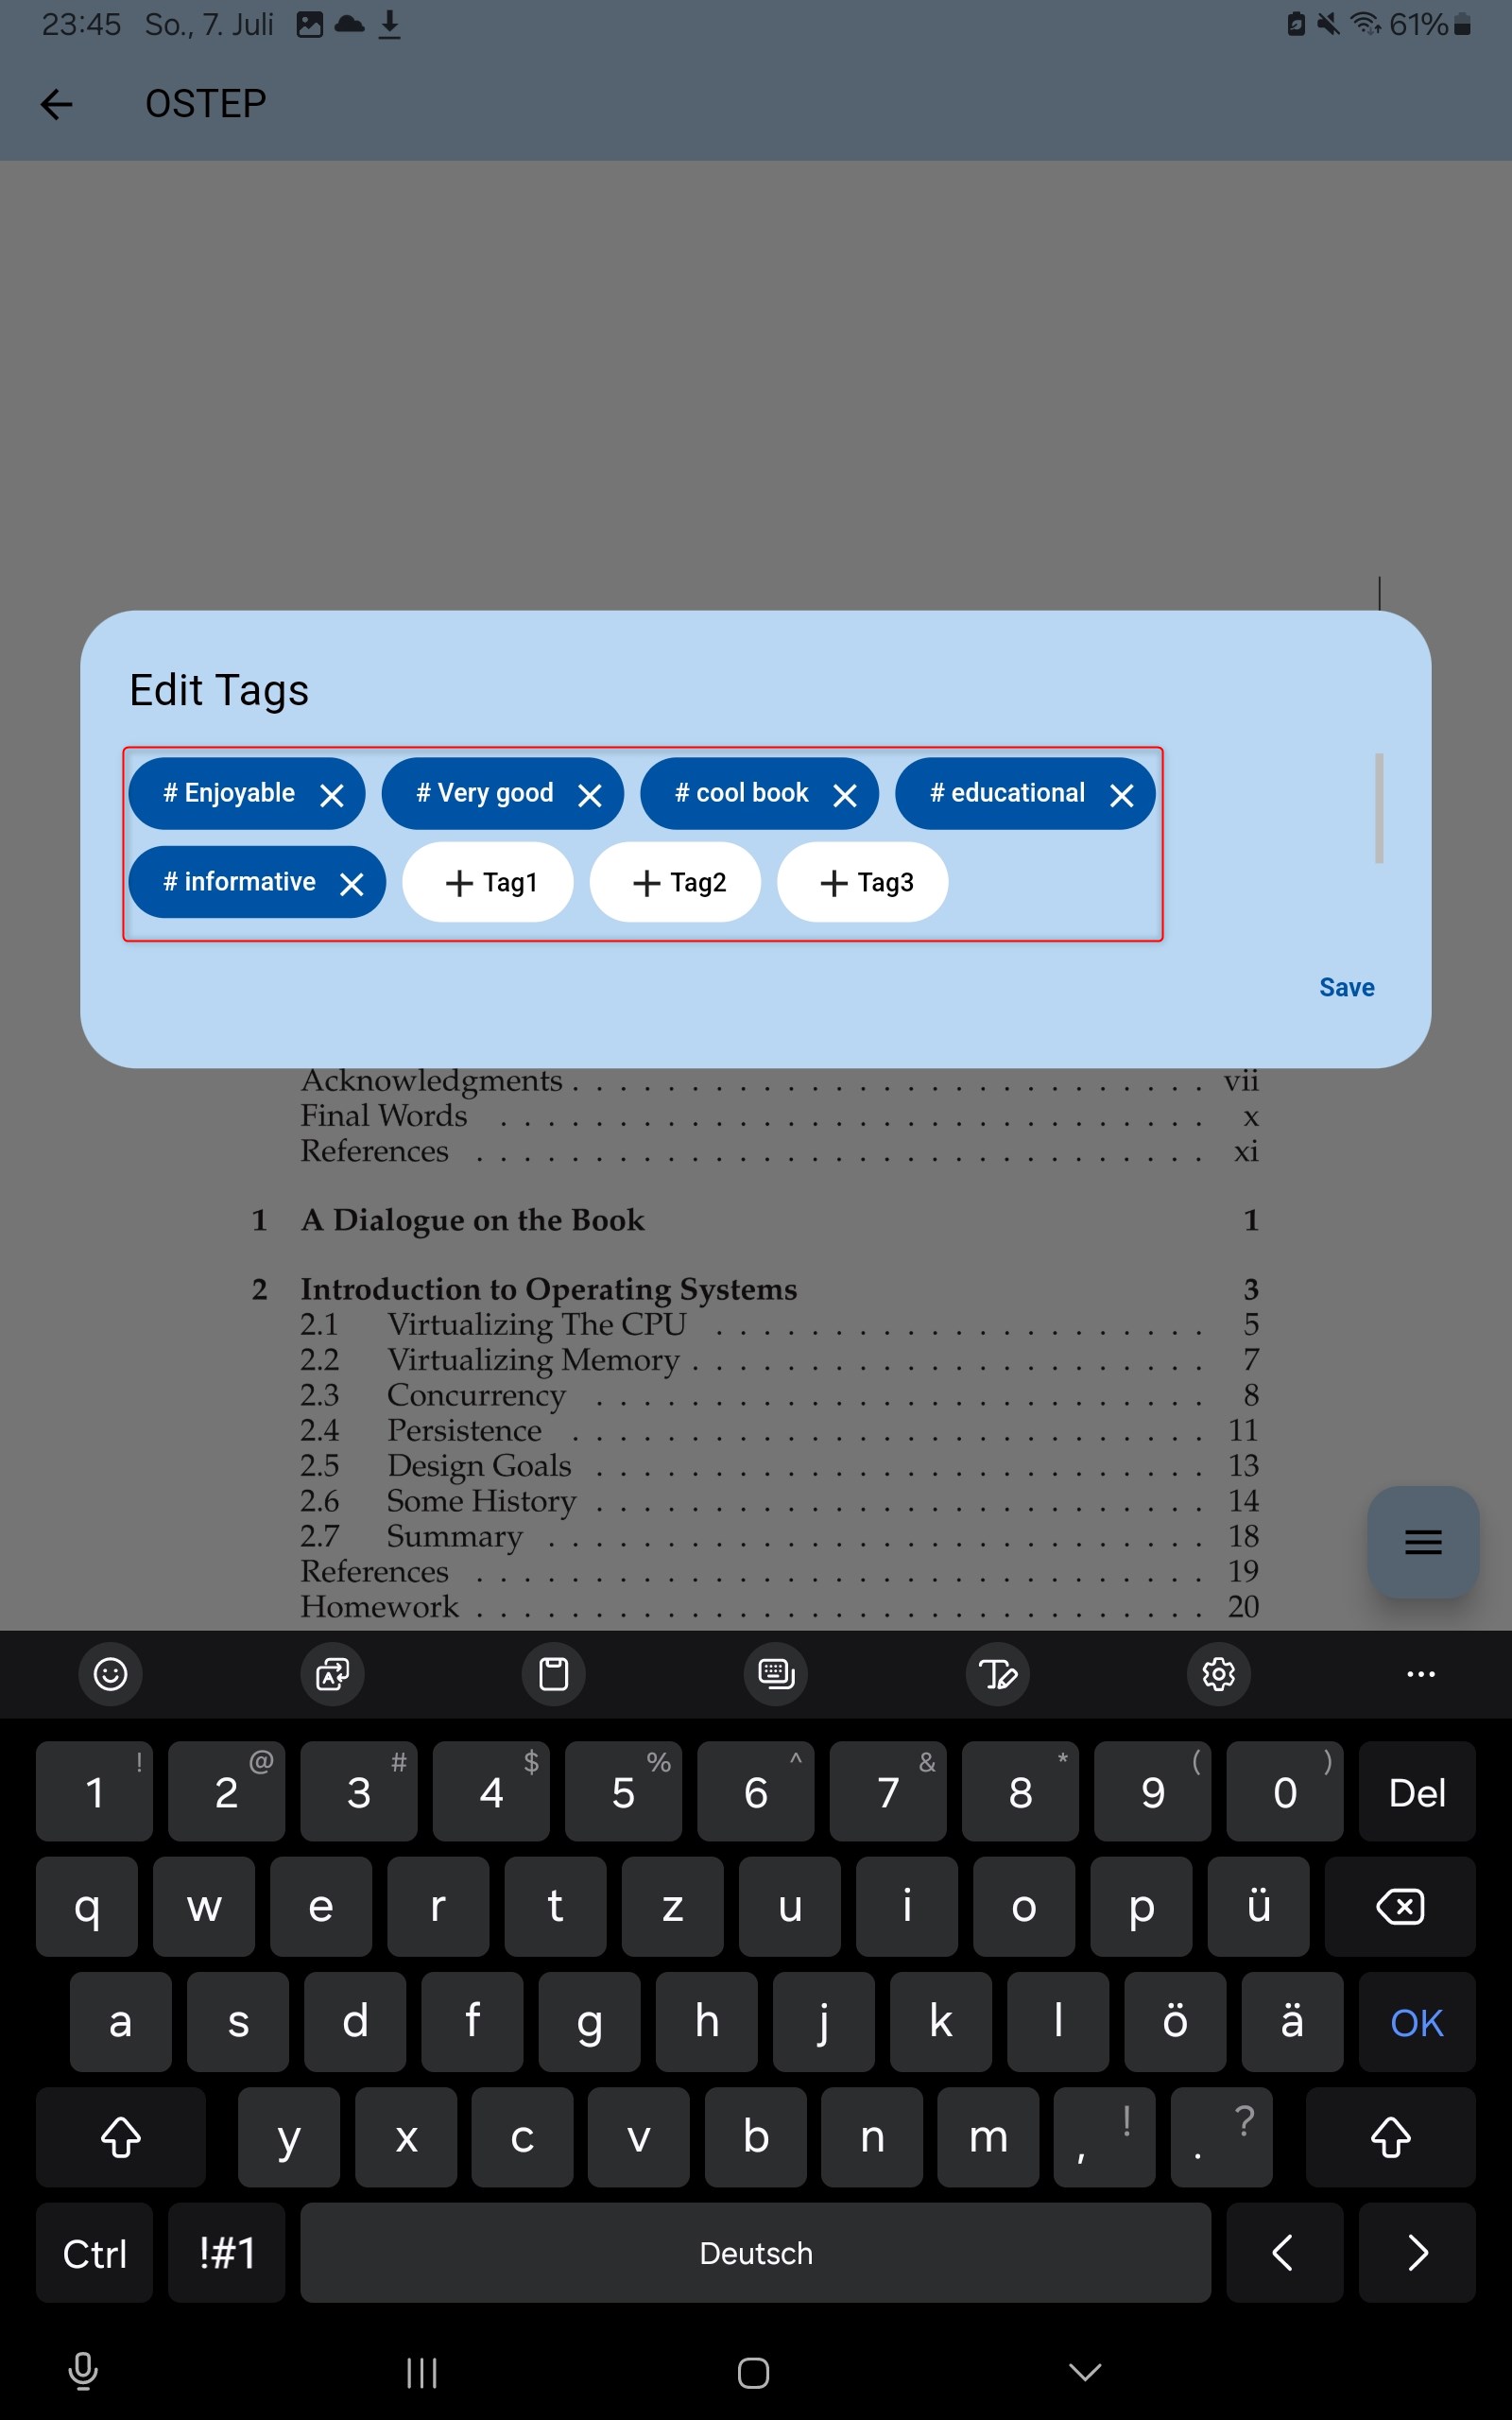 23:45 So., 7. Juli 61%
OSTEP
Edit Tags
# Enjoyable # Very good # cool book # educational
# informative + Tag1 + Tag2 + Tag3
Save
Acknowledgments . . . . . . . . . . . . . . . . . . . . . . . . . . . vii
Final Words . . . . . . . . . . . . . . . . . . . . . . . . . . . . . . x
References . . . . . . . . . . . . . . . . . . . . . . . . . . . . . . . xi
1 A Dialogue on the Book 1
2 Introduction to Operating Systems 3
2.1 Virtualizing The CPU . . . . . . . . . . . . . . . . . . . . . 5
2.2 Virtualizing Memory . . . . . . . . . . . . . . . . . . . . . . 7
2.3 Concurrency . . . . . . . . . . . . . . . . . . . . . . . . . . 8
2.4 Persistence . . . . . . . . . . . . . . . . . . . . . . . . . . . 11
2.5 Design Goals . . . . . . . . . . . . . . . . . . . . . . . . . . 13
2.6 Some History . . . . . . . . . . . . . . . . . . . . . . . . . . 14
2.7 Summary . . . . . . . . . . . . . . . . . . . . . . . . . . . . 18
References . . . . . . . . . . . . . . . . . . . . . . . . . . . . . . . 19
Homework . . . . . . . . . . . . . . . . . . . . . . . . . . . . . . . 20
! @ # $ % ^ & * ( )
1 2 3 4 5 6 7 8 9 0 Del
q w e r t z u i o p ü
a s d f g h j k l ö ä OK
y x c v b n m , ! . ?
Ctrl !#1 Deutsch < >